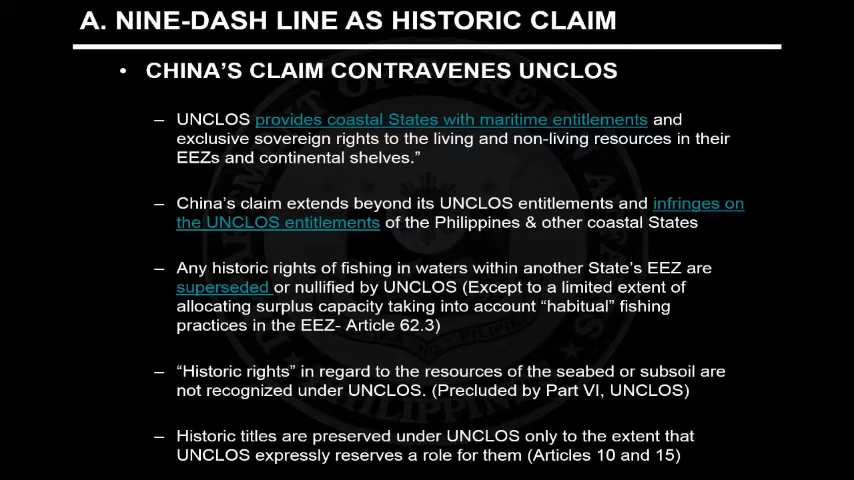 A. NINE-DASH LINE AS HISTORIC CLAIM
• CHINA'S CLAIM CONTRAVENES UNCLOS
– UNCLOS provides coastal States with maritime entitlements and
exclusive sovereign rights to the living and non-living resources in their
EEZs and continental shelves.”
– China's claim extends beyond its UNCLOS entitlements and infringes on
the UNCLOS entitlements of the Philippines & other coastal States
– Any historic rights of fishing in waters within another State's EEZ are
superseded or nullified by UNCLOS (Except to a limited extent of
allocating surplus capacity taking into account “habitual” fishing
practices in the EEZ- Article 62.3)
– “Historic rights” in regard to the resources of the seabed or subsoil are
not recognized under UNCLOS. (Precluded by Part VI, UNCLOS)
– Historic titles are preserved under UNCLOS only to the extent that
UNCLOS expressly reserves a role for them (Articles 10 and 15)